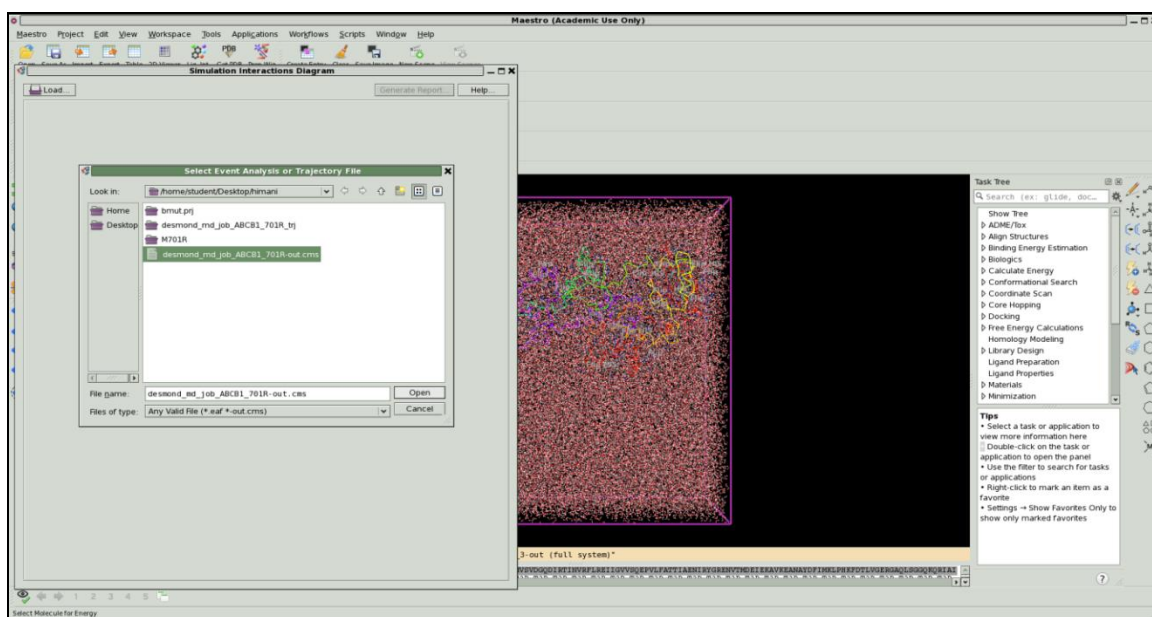 Maestro (Academic Use Only)
Maestro Project Edit View Workspace Tools Applications Workflows Scripts Window Help
Simulation Interactions Diagram
Load...
Generate Report...
Help...
Select Event Analysis or Trajectory File
Look in:
/home/student/Desktop/himani
Home
Desktop
bmut.prj
desmond_md_job_ABCB1_701R_trj
M701R
desmond_md_job_ABCB1_701R-out.cms
File name:
desmond_md_job_ABCB1_701R-out.cms
Open
Files of type:
Any Valid File (*.eaf *-out.cms)
Cancel
Task Tree
Search (ex: glide, doc...
Show Tree
ADME/Tox
Align Structures
Binding Energy Estimation
Biologics
Calculate Energy
Conformational Search
Coordinate Scan
Core Hopping
Docking
Free Energy Calculations
Homology Modeling
Library Design
Ligand Preparation
Ligand Properties
Materials
Minimization
Tips
• Select a task or application to
view more information here
Double-click on the task or
application to open the panel
• Use the filter to search for tasks
or applications
• Right-click to mark an item as a
favorite
• Settings → Show Favorites Only to
show only marked favorites
_3-out (full system)"
1 2 3 4 5
Select Molecule for Energy